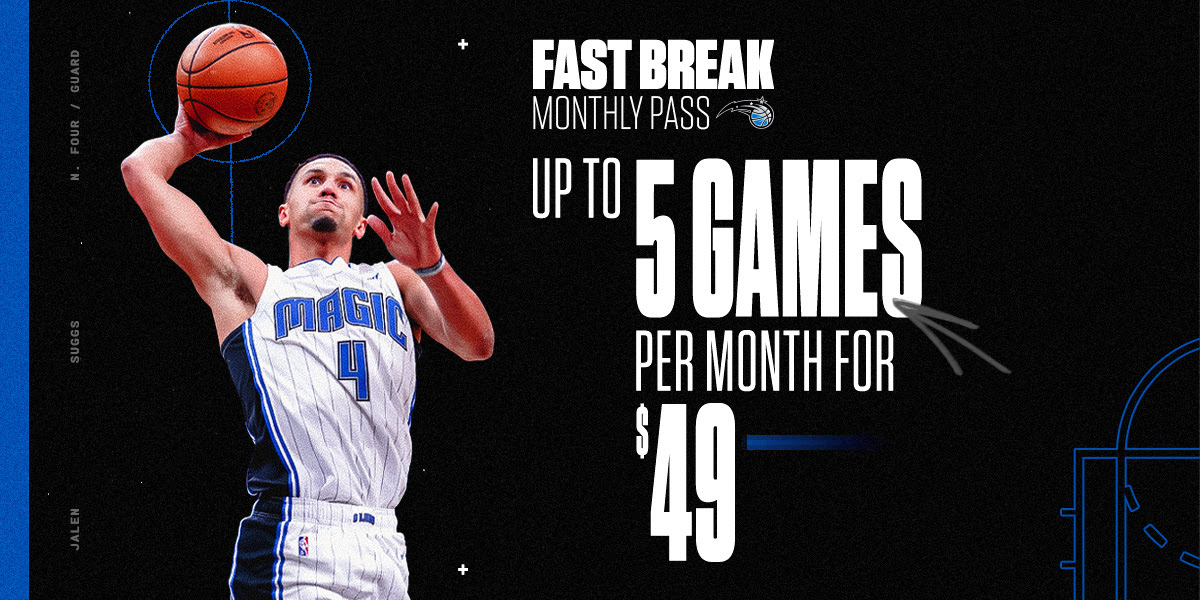 JALEN SUGGS N. FOUR / GUARD
FAST BREAK
MONTHLY PASS
UP TO 5 GAMES
PER MONTH FOR
$49
MAGIC
4